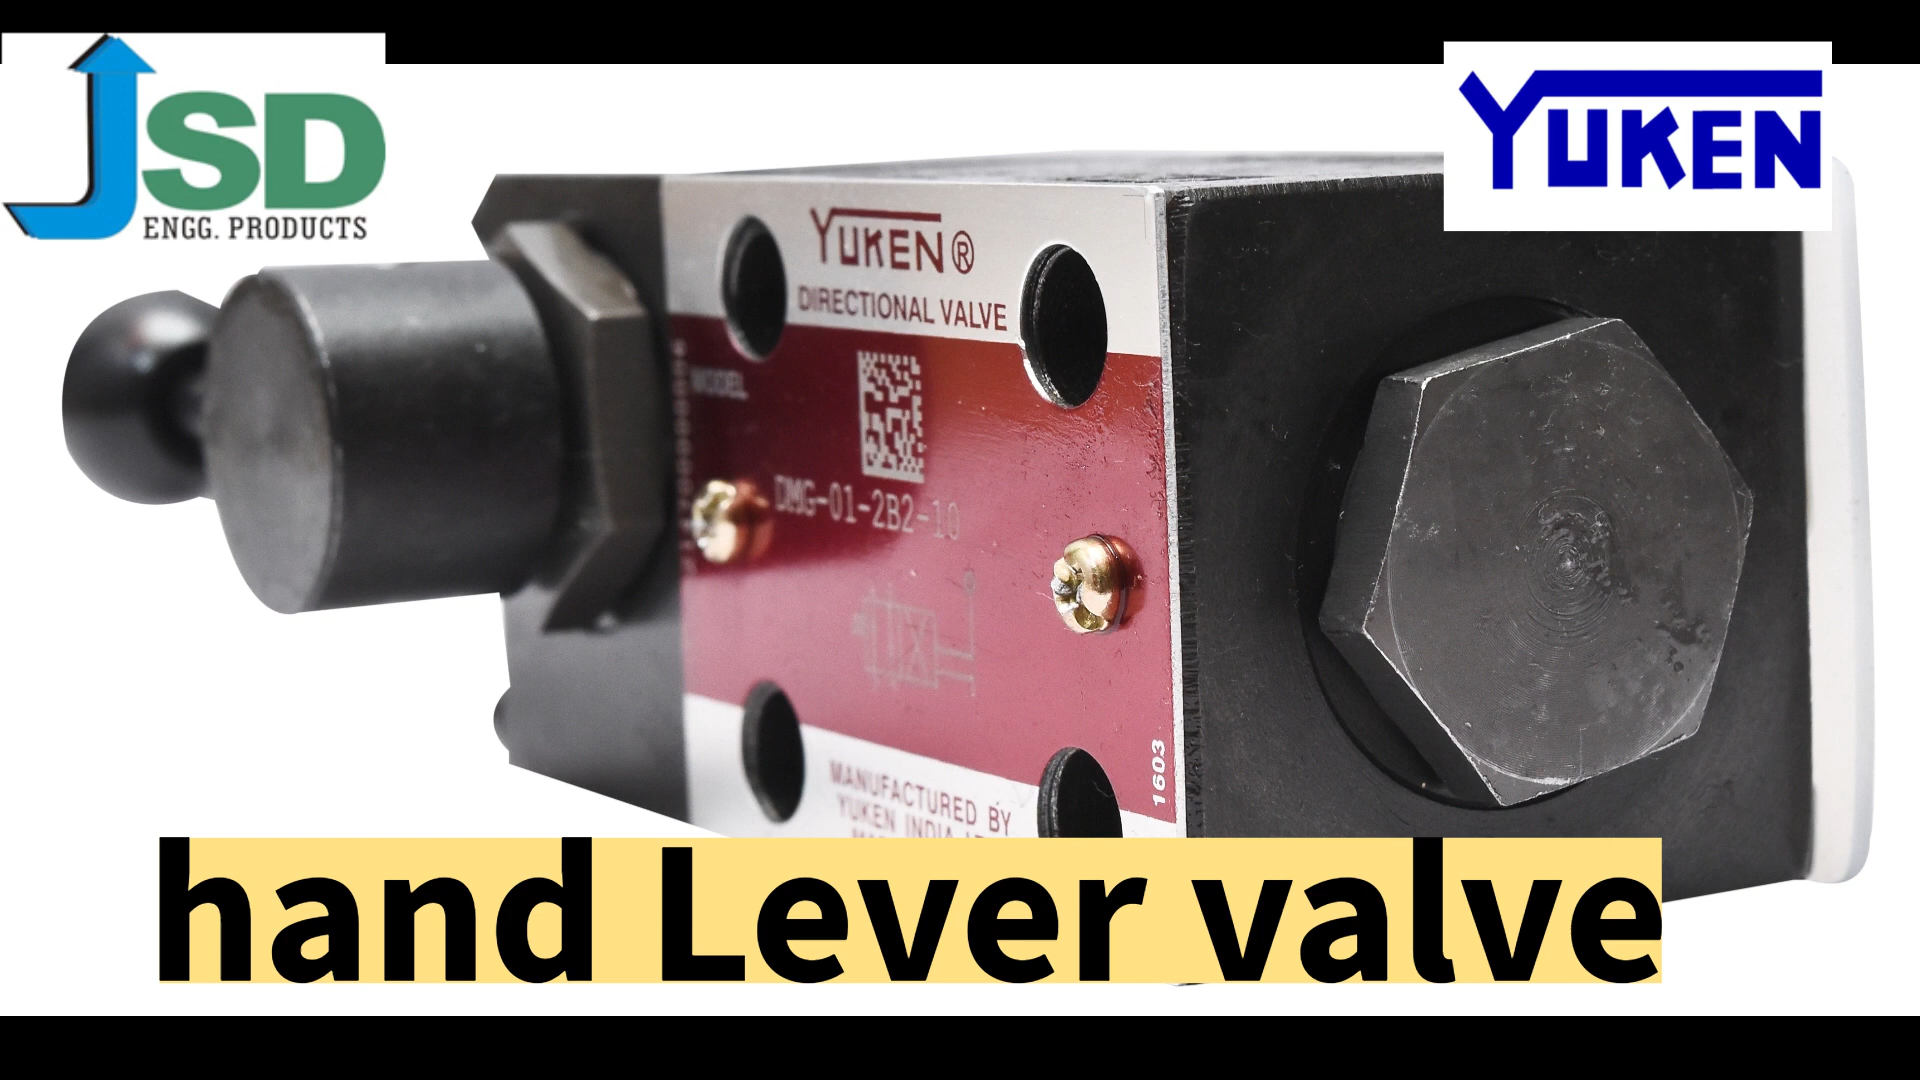 JSD
ENGG. PRODUCTS
YUKEN
YUKEN®
DIRECTIONAL VALVE
MODEL
DMG-01-2B2-10
1603
MANUFACTURED BY
YUKEN INDIA
hand Lever valve